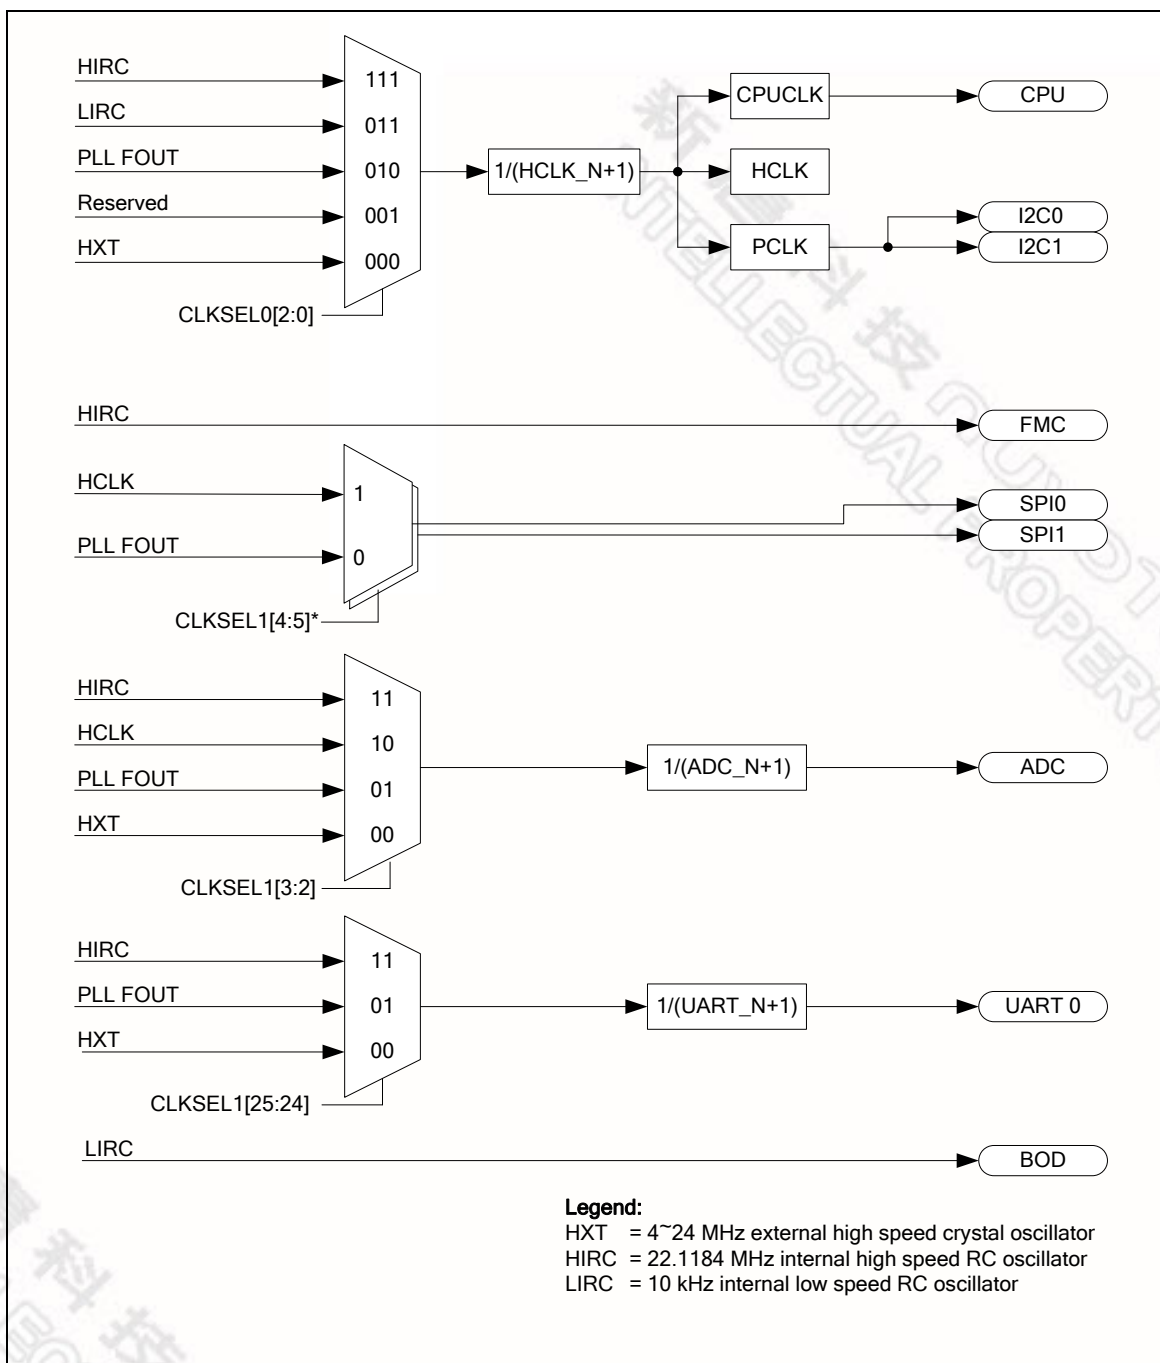 HIRC
LIRC
PLL FOUT
Reserved
HXT
111
011
010
001
000
CLKSEL0[2:0]
1/(HCLK_N+1)
CPUCLK
HCLK
PCLK
CPU
I2C0
I2C1
HIRC
FMC
HCLK
PLL FOUT
1
0
CLKSEL1[4:5]*
SPI0
SPI1
HIRC
HCLK
PLL FOUT
HXT
11
10
01
00
CLKSEL1[3:2]
1/(ADC_N+1)
ADC
HIRC
PLL FOUT
HXT
11
01
00
CLKSEL1[25:24]
1/(UART_N+1)
UART 0
LIRC
BOD
Legend:
HXT = 4~24 MHz external high speed crystal oscillator
HIRC = 22.1184 MHz internal high speed RC oscillator
LIRC = 10 kHz internal low speed RC oscillator